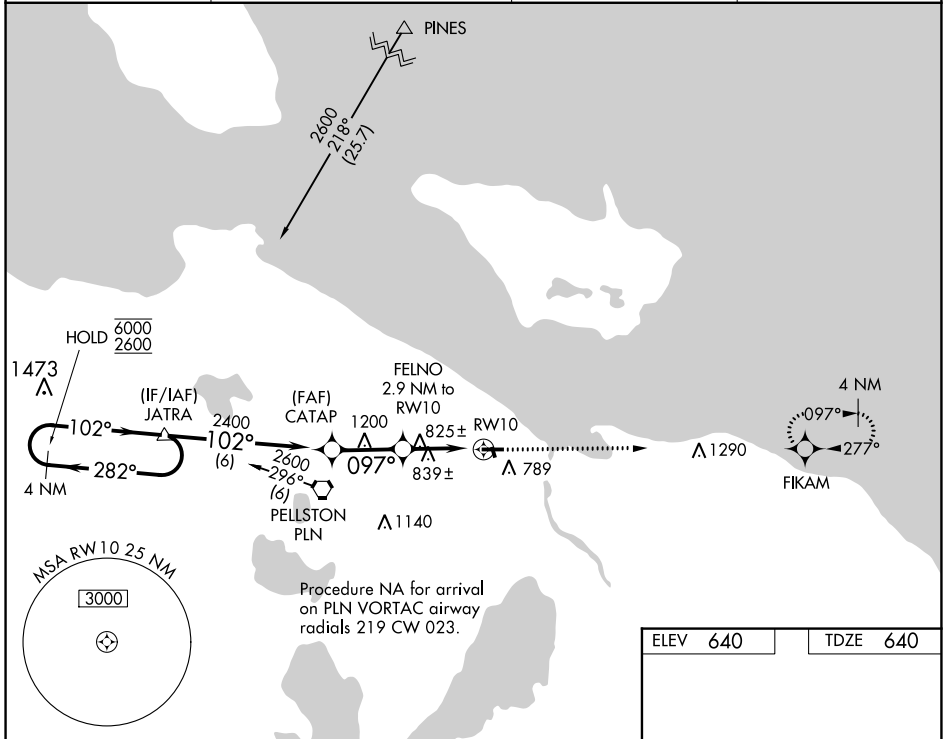 PINES
2600
218°
(25.7)
HOLD
6000
2600
1473
(IF/IAF)
JATRA
(FAF)
CATAP
FELNO
2.9 NM to
RW10
4 NM
102°
2400
102°
(6)
1200
825±
RW10
097°
277°
282°
2600
296°
(6)
097°
839±
789
1290
FIKAM
4 NM
PELLSTON
PLN
1140
MSA RW10 25 NM
3000
Procedure NA for arrival
on PLN VORTAC airway
radials 219 CW 023.
ELEV 640
TDZE 640